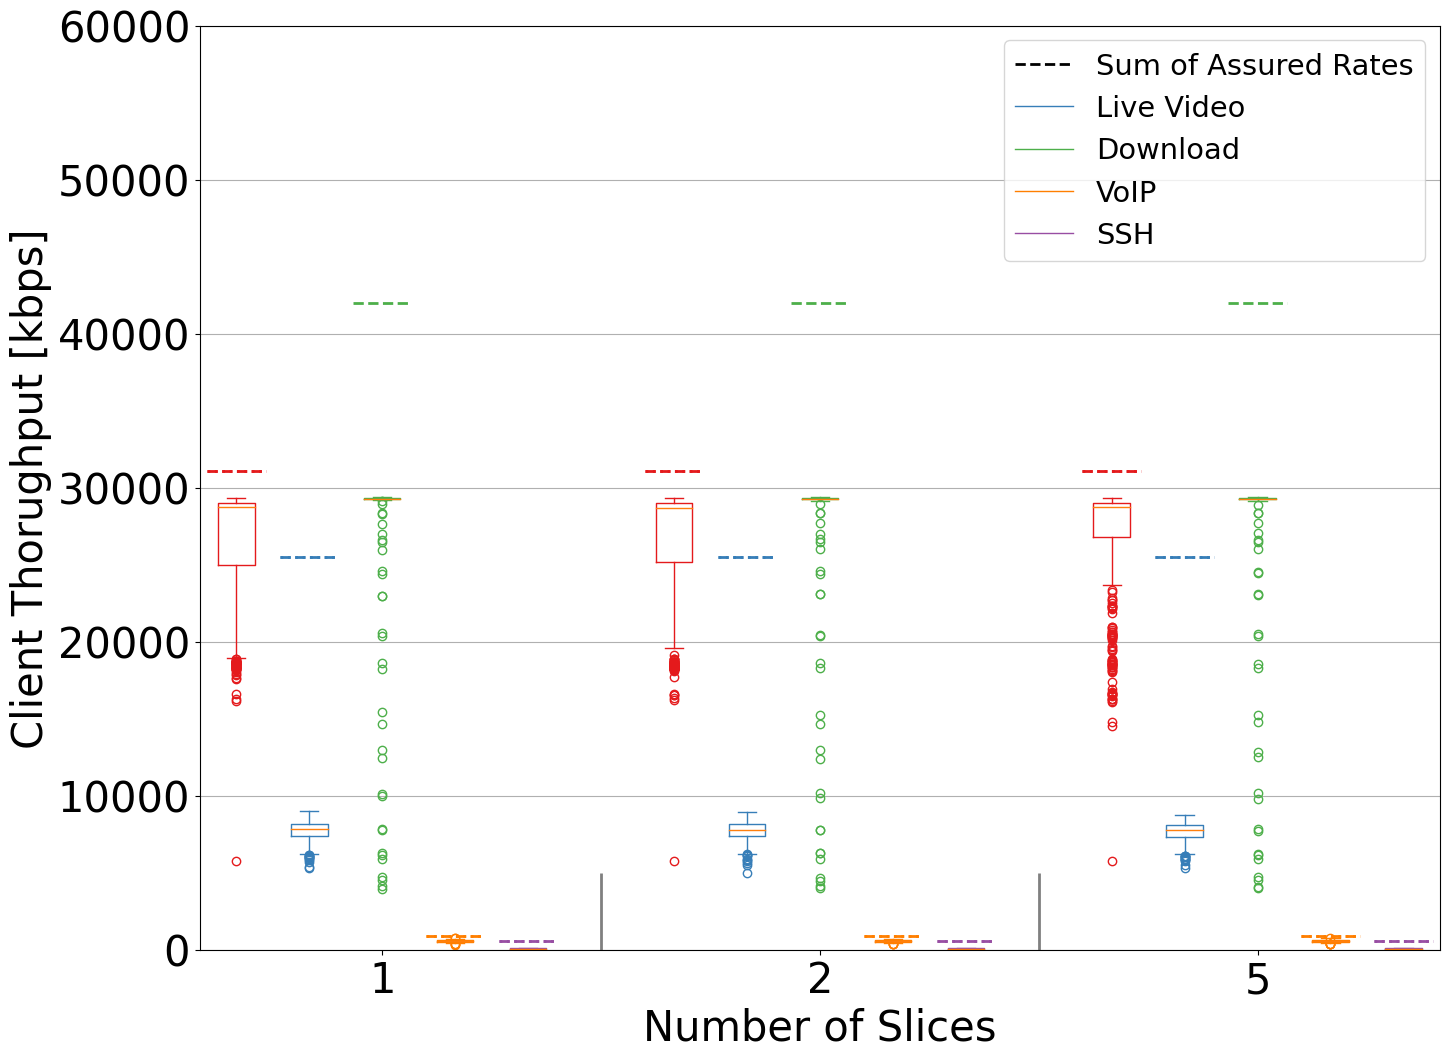 60000
50000
40000
30000
20000
10000
0
Client Thorughput [kbps]
Sum of Assured Rates
Live Video
Download
VoIP
SSH
1
2
5
Number of Slices